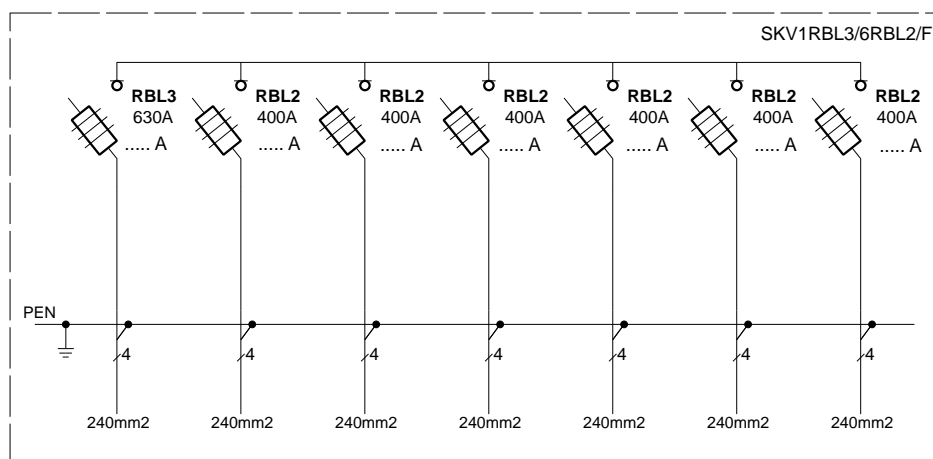 SKV1RBL3/6RBL2/F
RBL3
630A
..... A
RBL2
400A
..... A
RBL2
400A
..... A
RBL2
400A
..... A
RBL2
400A
..... A
RBL2
400A
..... A
RBL2
400A
..... A
PEN
4
4
4
4
4
4
4
240mm2
240mm2
240mm2
240mm2
240mm2
240mm2
240mm2